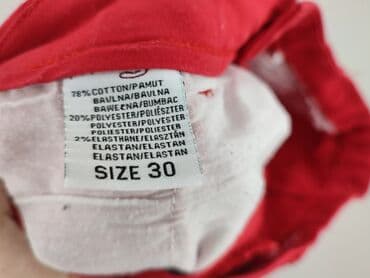 78% COTTON/PAMUT
BAVLNA/BAVLNA
BAWEŁNA/BUMBAC
20% POLYESTER/POLIÉSZTER
POLYESTER/POLYESTER
POLIESTER/POLYESTER
2% ELASTHANE/ELASZTÁN
ELASTAN/ELASTAN
ELASTAN/ELASTAN
SIZE 30